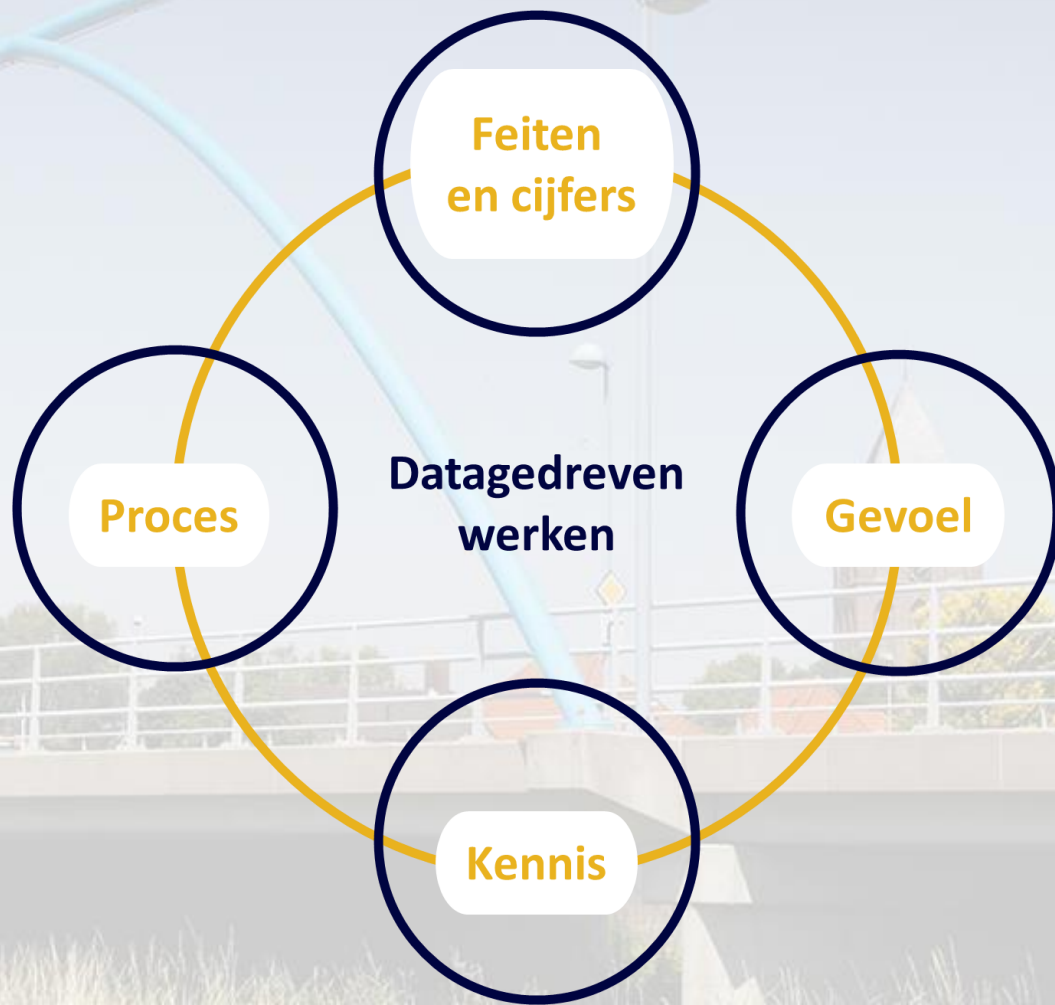 Feiten
en cijfers
Proces
Datagedreven
werken
Gevoel
Kennis